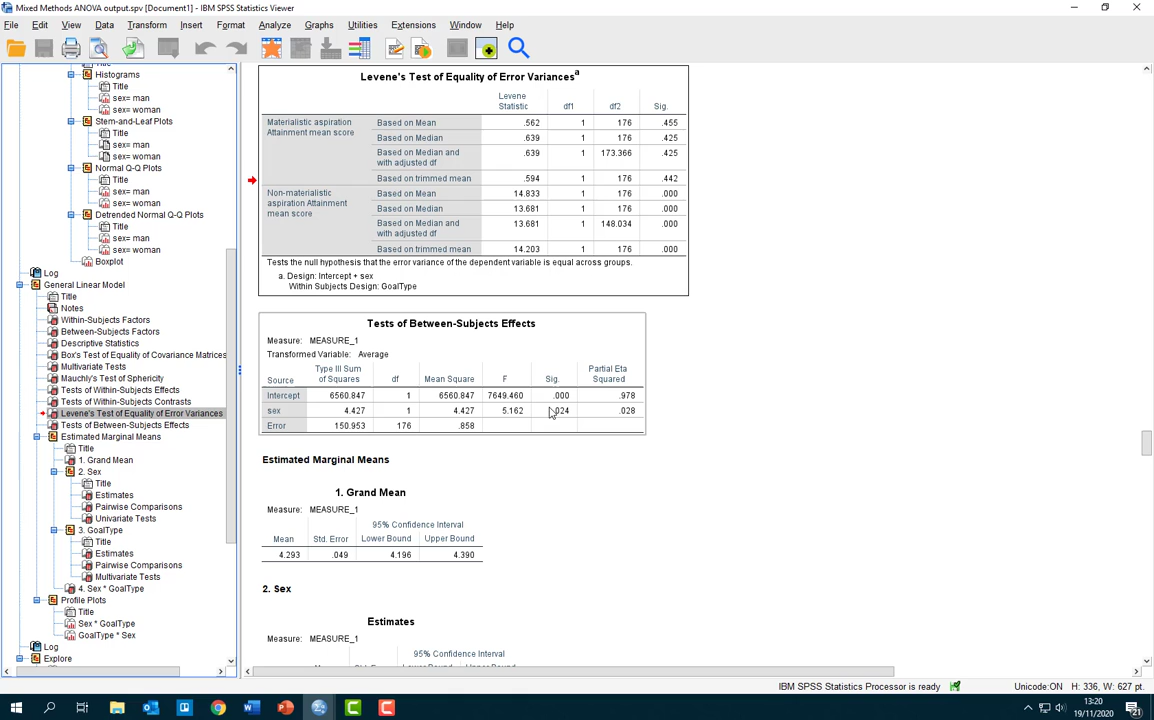 Mixed Methods ANOVA output.spv [Document1] - IBM SPSS Statistics Viewer
File Edit View Data Transform Insert Format Analyze Graphs Utilities Extensions Window Help
Histograms
Title
sex= man
sex= woman
Stem-and-Leaf Plots
Title
sex= man
sex= woman
Normal Q-Q Plots
Title
sex= man
sex= woman
Detrended Normal Q-Q Plots
Title
sex= man
sex= woman
Boxplot
Log
General Linear Model
Title
Notes
Within-Subjects Factors
Between-Subjects Factors
Descriptive Statistics
Box's Test of Equality of Covariance Matrices
Multivariate Tests
Mauchly's Test of Sphericity
Tests of Within-Subjects Effects
Tests of Within-Subjects Contrasts
Levene's Test of Equality of Error Variances
Tests of Between-Subjects Effects
Estimated Marginal Means
Title
1. Grand Mean
2. Sex
Title
Estimates
Pairwise Comparisons
Univariate Tests
3. GoalType
Title
Estimates
Pairwise Comparisons
Multivariate Tests
4. Sex * GoalType
Profile Plots
Title
Sex * GoalType
GoalType * Sex
Log
Explore
Levene's Test of Equality of Error Variancesa
Levene
Statistic df1 df2 Sig.
Materialistic aspiration Based on Mean .562 1 176 .455
Attainment mean score Based on Median .639 1 176 .425
Based on Median and .639 1 173.366 .425
with adjusted df
Based on trimmed mean .594 1 176 .442
Non-materialistic Based on Mean 14.833 1 176 .000
aspiration Attainment Based on Median 13.681 1 176 .000
mean score
Based on Median and 13.681 1 148.034 .000
with adjusted df
Based on trimmed mean 14.203 1 176 .000
Tests the null hypothesis that the error variance of the dependent variable is equal across groups.
a. Design: Intercept + sex
Within Subjects Design: GoalType
Tests of Between-Subjects Effects
Measure: MEASURE_1
Transformed Variable: Average
Type III Sum Partial Eta
Source of Squares df Mean Square F Sig. Squared
Intercept 6560.847 1 6560.847 7649.460 .000 .978
sex 4.427 1 4.427 5.162 .024 .028
Error 150.953 176 .858
Estimated Marginal Means
1. Grand Mean
Measure: MEASURE_1
95% Confidence Interval
Mean Std. Error Lower Bound Upper Bound
4.293 .049 4.196 4.390
2. Sex
Estimates
Measure: MEASURE_1
95% Confidence Interval
IBM SPSS Statistics Processor is ready Unicode:ON H: 336, W: 627 pt.
13:20
19/11/2020
21